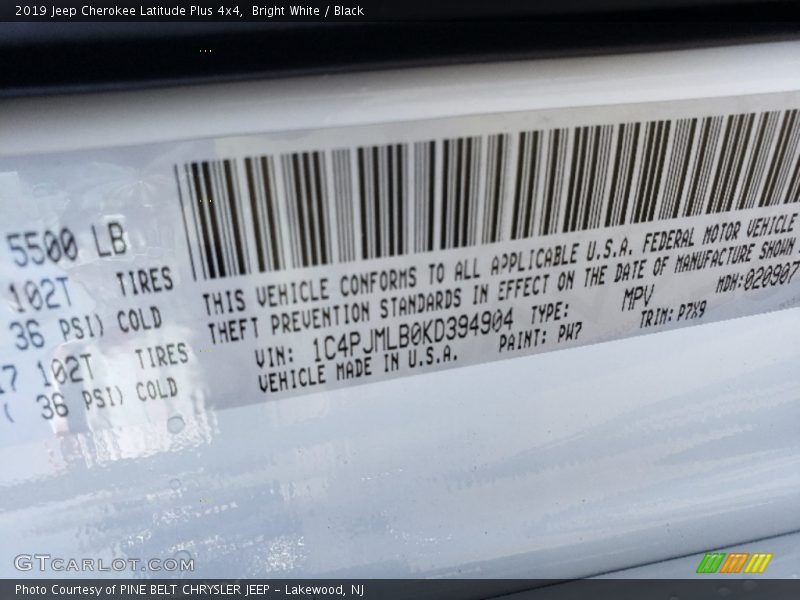 2019 Jeep Cherokee Latitude Plus 4x4, Bright White / Black
5500 LB
102T TIRES
36 PSI) COLD
17 102T TIRES
( 36 PSI) COLD
THIS VEHICLE CONFORMS TO ALL APPLICABLE U.S.A. FEDERAL MOTOR VEHICLE
THEFT PREVENTION STANDARDS IN EFFECT ON THE DATE OF MANUFACTURE SHOWN
VIN: 1C4PJMLB0KD394904 TYPE: MPV MDH:020907
VEHICLE MADE IN U.S.A. PAINT: PW7 TRIM: P7X9
GTCARLOT.COM
Photo Courtesy of PINE BELT CHRYSLER JEEP - Lakewood, NJ